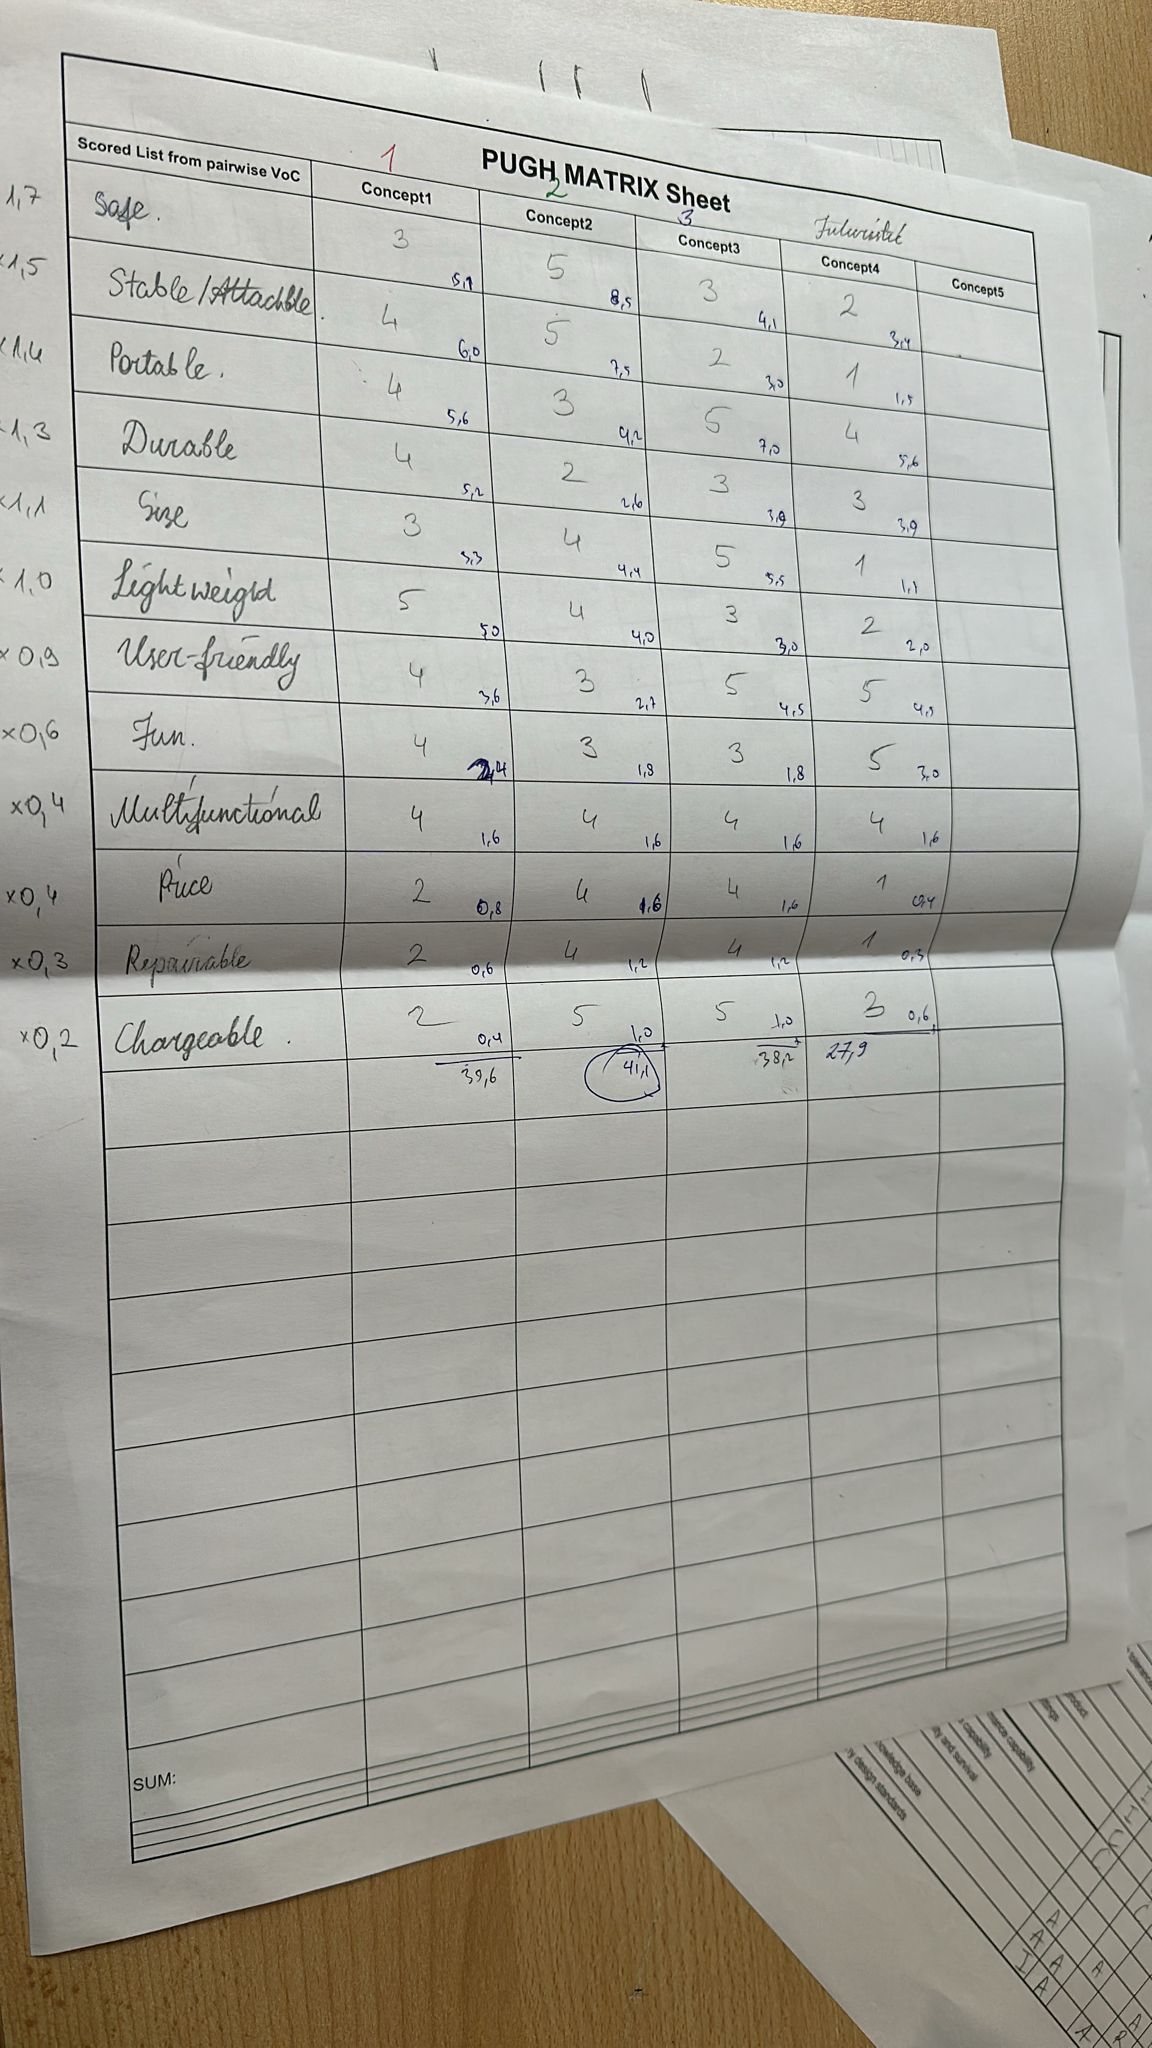 PUGH MATRIX Sheet
Scored List from pairwise VoC 1 Concept1 2 Concept2 3 Concept3 Concept4 Concept5
1,7 Safe. 3 5,1 5 8,5 3 4,1 2 3,4
×1,5 Stable/Attachble. 4 6,0 5 7,5 2 3,0 1 1,5
×1,4 Portable. 4 5,6 3 4,2 5 7,0 4 5,6
×1,3 Durable 4 5,2 2 2,6 3 3,9 3 3,9
×1,1 Size 3 3,3 4 4,4 5 5,5 1 1,1
×1,0 Lightweight 5 5,0 4 4,0 3 3,0 2 2,0
×0,9 User-friendly 4 3,6 3 2,7 5 4,5 5 4,5
×0,6 Fun. 4 2,4 3 1,8 3 1,8 5 3,0
×0,4 Multifunctional 4 1,6 4 1,6 4 1,6 4 1,6
×0,4 Price 2 0,8 4 1,6 4 1,6 1 0,4
×0,3 Repairable 2 0,6 4 1,2 4 1,2 1 0,3
×0,2 Chargeable. 2 0,4 5 1,0 5 1,0 3 0,6
39,6 41,1 38,2 27,9
SUM:
knowledge base
capability